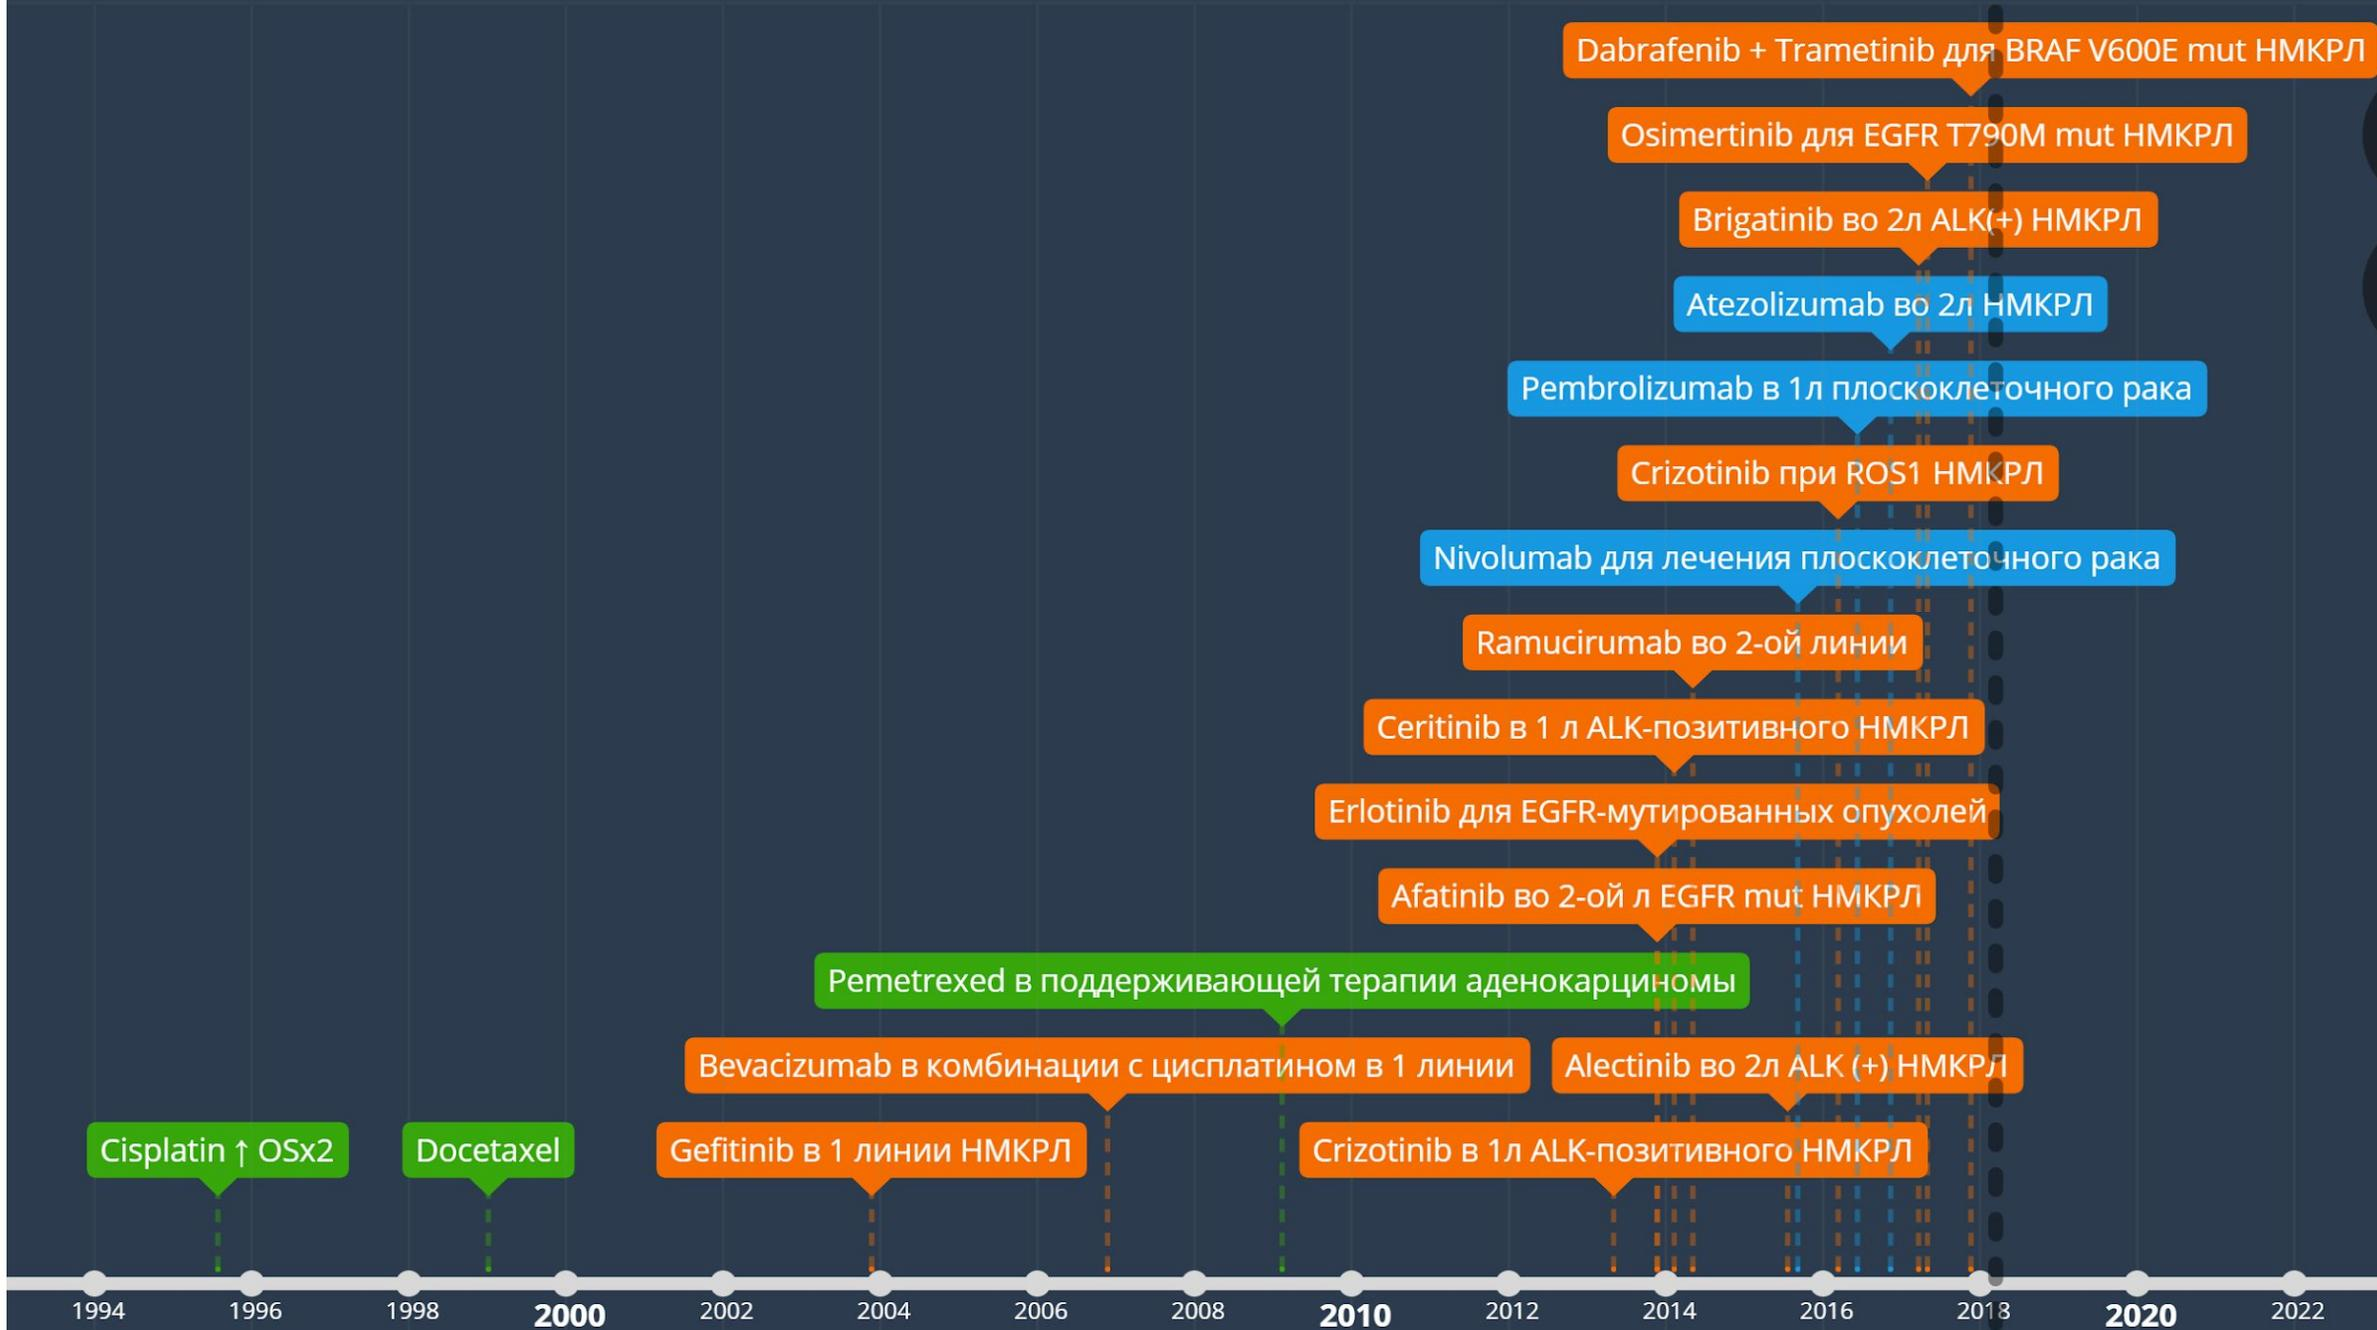 Dabrafenib + Trametinib для BRAF V600E mut НМКРЛ
Osimertinib для EGFR T790M mut НМКРЛ
Brigatinib во 2л ALK(+) НМКРЛ
Atezolizumab во 2л НМКРЛ
Pembrolizumab в 1л плоскоклеточного рака
Crizotinib при ROS1 НМКРЛ
Nivolumab для лечения плоскоклеточного рака
Ramucirumab во 2-ой линии
Ceritinib в 1 л ALK-позитивного НМКРЛ
Erlotinib для EGFR-мутированных опухолей
Afatinib во 2-ой л EGFR mut НМКРЛ
Pemetrexed в поддерживающей терапии аденокарциномы
Bevacizumab в комбинации с цисплатином в 1 линии
Alectinib во 2л ALK (+) НМКРЛ
Cisplatin ↑ OSx2
Docetaxel
Gefitinib в 1 линии НМКРЛ
Crizotinib в 1л ALK-позитивного НМКРЛ
1994 1996 1998 2000 2002 2004 2006 2008 2010 2012 2014 2016 2018 2020 2022